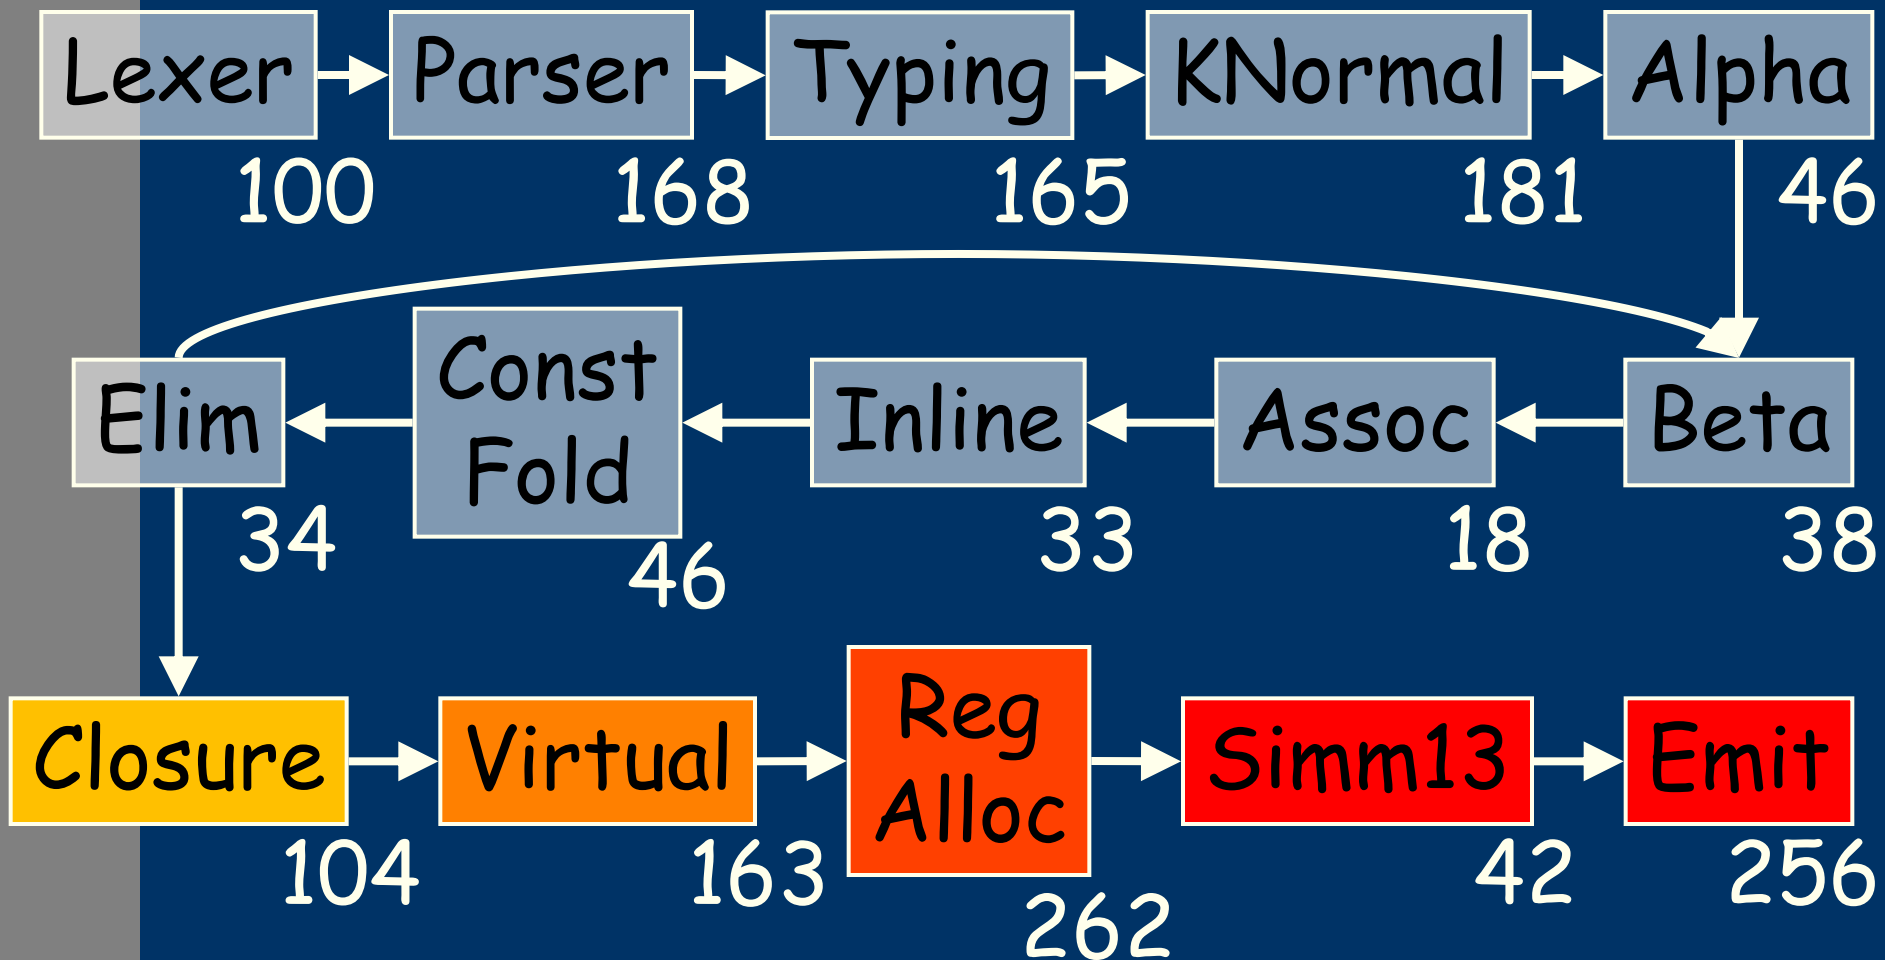 Lexer
Parser
Typing
KNormal
Alpha
100
168
165
181
46
Elim
Const
Fold
Inline
Assoc
Beta
34
46
33
18
38
Closure
Virtual
Reg
Alloc
Simm13
Emit
104
163
262
42
256